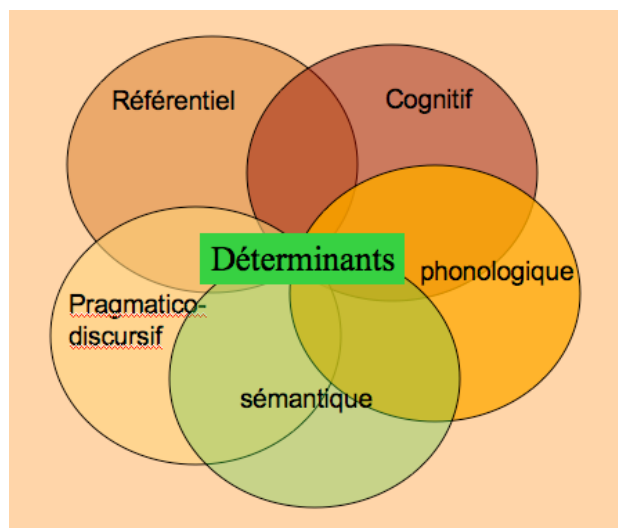 Référentiel
Cognitif
Déterminants
phonologique
Pragmatico-
discursif
sémantique